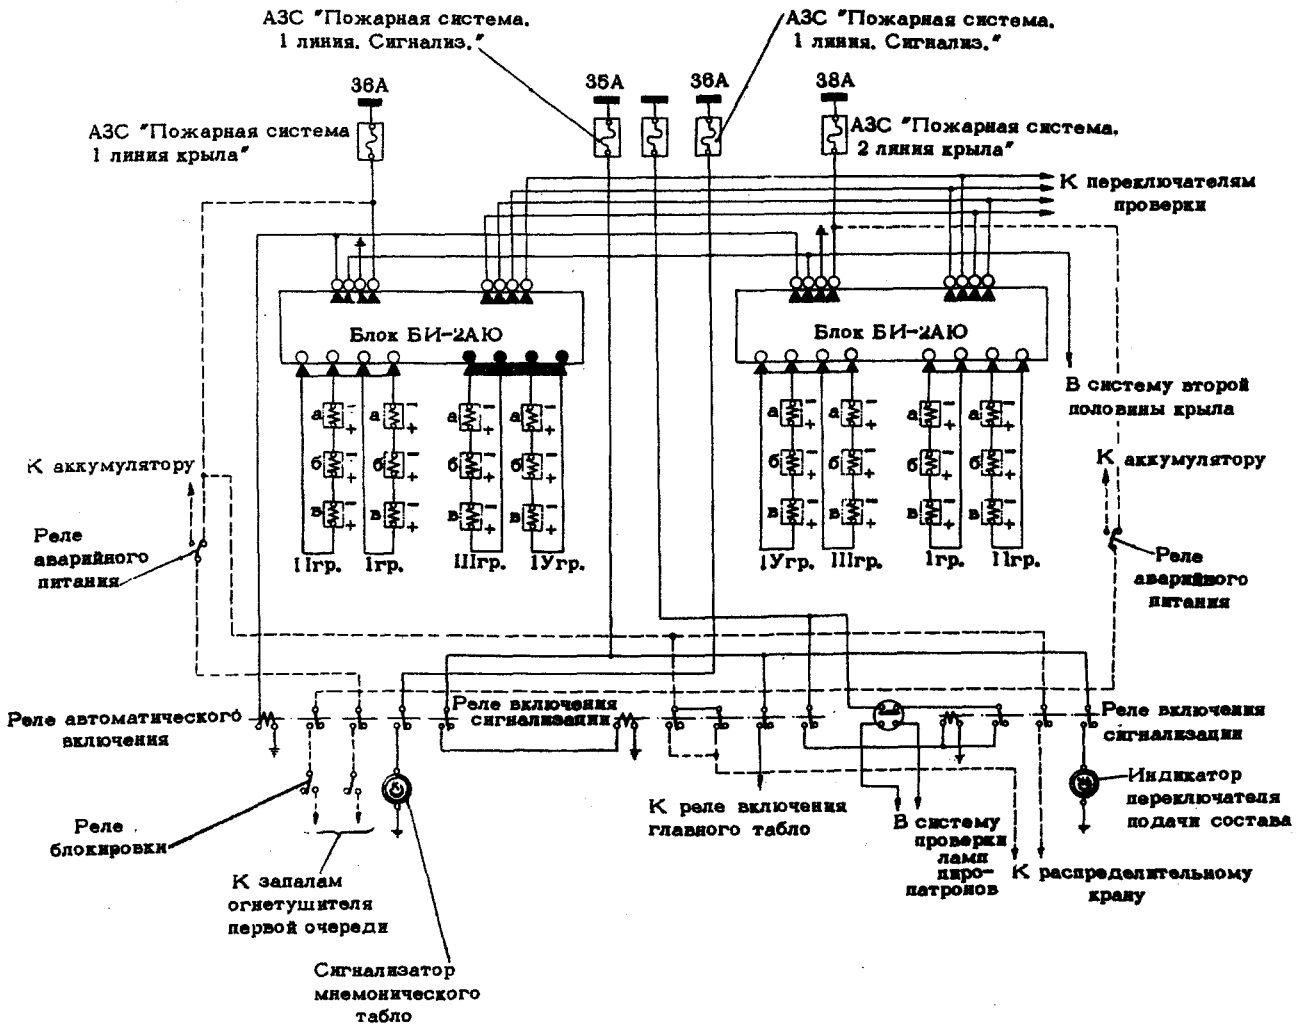 АЗС "Пожарная система.
1 линия. Сигнализ."
АЗС "Пожарная система.
1 линия. Сигнализ."
36А
35А
36А
38А
АЗС "Пожарная система
1 линия крыла"
АЗС "Пожарная система.
2 линия крыла"
К переключателям
проверки
Блок БИ-2АЮ
Блок БИ-2АЮ
В систему второй
половины крыла
а - +
а - +
а - +
а - +
а - +
а - +
а - +
а - +
б - +
б - +
б - +
б - +
б - +
б - +
б - +
б - +
в - +
в - +
в - +
в - +
в - +
в - +
в - +
в - +
IIгр.
Iгр.
IIIгр.
IУгр.
IУгр.
IIIгр.
Iгр.
IIгр.
К аккумулятору
К аккумулятору
Реле
аварийного
питания
Реле
аварийного
питания
Реле автоматического
включения
Реле включения
сигнализации
Реле включения
сигнализации
Индикатор
переключателя
подачи состава
Реле
блокировки
К реле включения
главного табло
В систему
проверки
ламп
пиро-
патронов
К распределительному
крану
К запалам
огнетушителя
первой очереди
Сигнализатор
мнемонического
табло